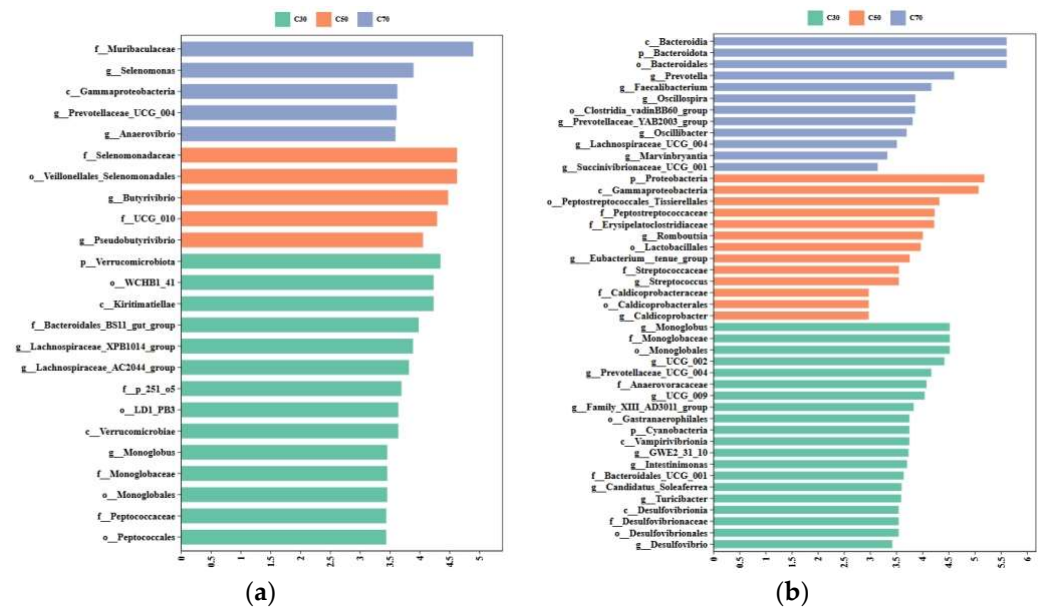 C30 C50 C70
f__Muribaculaceae
g__Selenomonas
c__Gammaproteobacteria
g__Prevotellaceae_UCG_004
g__Anaerovibrio
f__Selenomonadaceae
o__Veillonellales_Selenomonadales
g__Butyrivibrio
f__UCG_010
g__Pseudobutyrivibrio
p__Verrucomicrobiota
o__WCHB1_41
c__Kiritimatiellae
f__Bacteroidales_BS11_gut_group
g__Lachnospiraceae_XPB1014_group
g__Lachnospiraceae_AC2044_group
f__p_251_o5
o__LD1_PB3
c__Verrucomicrobiae
g__Monoglobus
f__Monoglobaceae
o__Monoglobales
f__Peptococcaceae
o__Peptococcales
0 0.5 1 1.5 2 2.5 3 3.5 4 4.5 5
(a)
C30 C50 C70
c__Bacteroidia
p__Bacteroidota
o__Bacteroidales
g__Prevotella
g__Faecalibacterium
g__Oscillospira
o__Clostridia_vadinBB60_group
g__Prevotellaceae_YAB2003_group
g__Oscillibacter
g__Lachnospiraceae_UCG_004
g__Marvinbryantia
g__Succinivibrionaceae_UCG_001
p__Proteobacteria
c__Gammaproteobacteria
o__Peptostreptococcales_Tissierellales
f__Peptostreptococcaceae
f__Erysipelatoclostridiaceae
g__Romboutsia
o__Lactobacillales
g___Eubacterium__tenue_group
f__Streptococcaceae
g__Streptococcus
f__Caldicoprobacteraceae
o__Caldicoprobacterales
g__Caldicoprobacter
g__Monoglobus
f__Monoglobaceae
o__Monoglobales
g__UCG_002
g__Prevotellaceae_UCG_004
f__Anaerovoracaceae
g__UCG_009
g__Family_XIII_AD3011_group
o__Gastranaerophilales
p__Cyanobacteria
c__Vampirivibrionia
g__GWE2_31_10
g__Intestinimonas
f__Bacteroidales_UCG_001
g__Candidatus_Soleaferrea
g__Turicibacter
c__Desulfovibrionia
f__Desulfovibrionaceae
o__Desulfovibrionales
g__Desulfovibrio
0 0.5 1 1.5 2 2.5 3 3.5 4 4.5 5 5.5 6
(b)